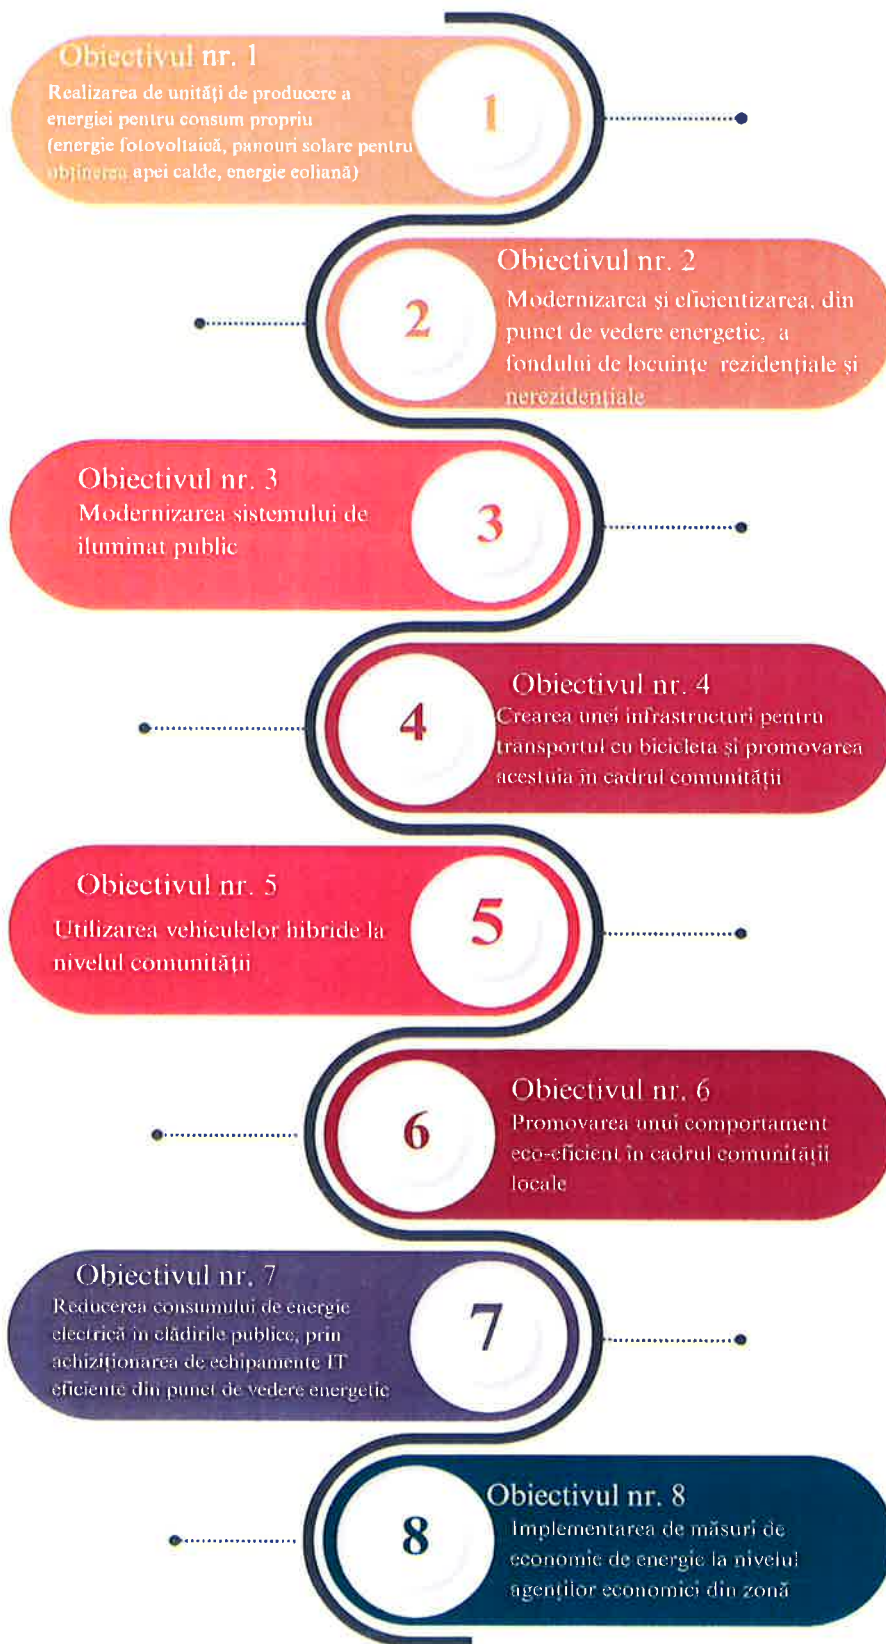 Obiectivul nr. 1
Realizarea de unități de producere a
energiei pentru consum propriu
(energie fotovoltaică, panouri solare pentru
obținerea apei calde, energie eoliană)
1
Obiectivul nr. 2
Modernizarea și eficientizarea, din
punct de vedere energetic, a
fondului de locuințe rezidențiale și
nerezidențiale
2
Obiectivul nr. 3
Modernizarea sistemului de
iluminat public
3
Obiectivul nr. 4
Crearea unei infrastructuri pentru
transportul cu bicicleta și promovarea
acestuia în cadrul comunității
4
Obiectivul nr. 5
Utilizarea vehiculelor hibride la
nivelul comunității
5
Obiectivul nr. 6
Promovarea unui comportament
eco-eficient în cadrul comunității
locale
6
Obiectivul nr. 7
Reducerea consumului de energie
electrică în clădirile publice, prin
achiziționarea de echipamente IT
eficiente din punct de vedere energetic
7
Obiectivul nr. 8
Implementarea de măsuri de
economie de energie la nivelul
agenților economici din zonă
8